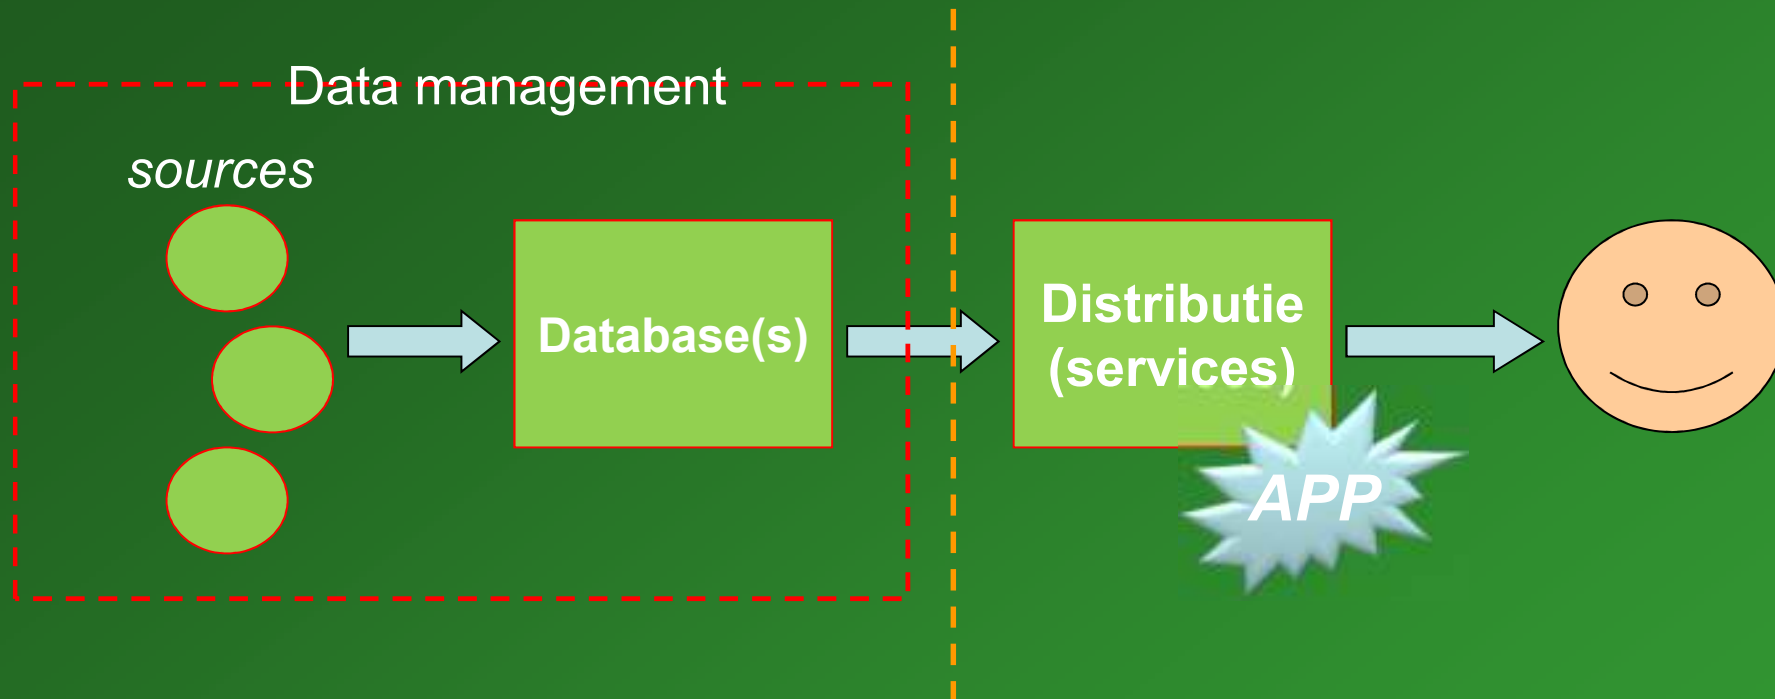 Data management
sources
Database(s)
Distributie
(services)
APP